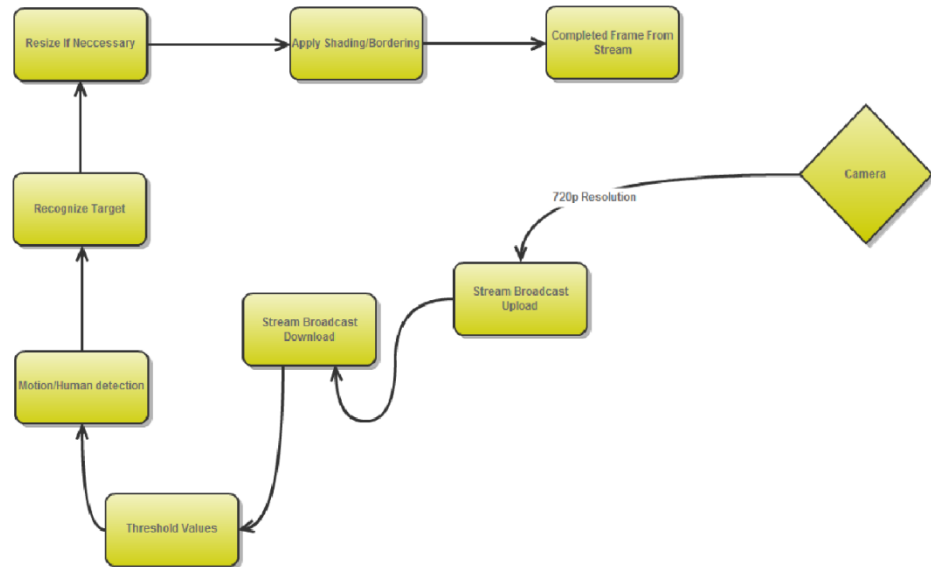 Resize If Neccessary
Apply Shading/Bordering
Completed Frame From
Stream
Camera
720p Resolution
Recognize Target
Stream Broadcast
Upload
Stream Broadcast
Download
Motion/Human detection
Threshold Values